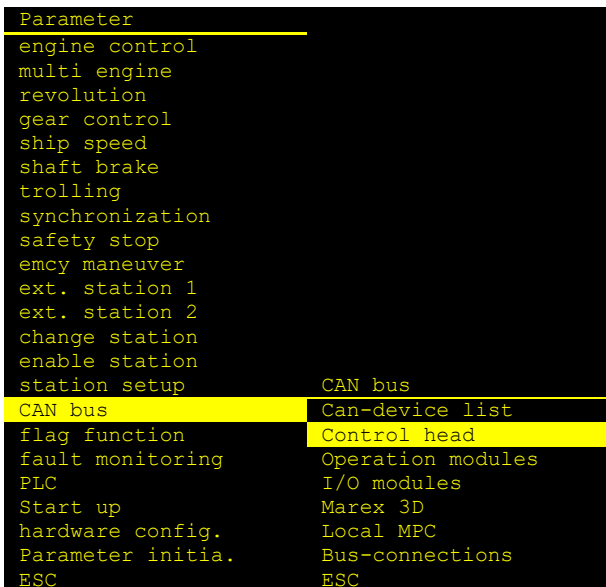 Parameter
engine control
multi engine
revolution
gear control
ship speed
shaft brake
trolling
synchronization
safety stop
emcy maneuver
ext. station 1
ext. station 2
change station
enable station
station setup
CAN bus
flag function
fault monitoring
PLC
Start up
hardware config.
Parameter initia.
ESC
CAN bus
Can-device list
Control head
Operation modules
I/O modules
Marex 3D
Local MPC
Bus-connections
ESC